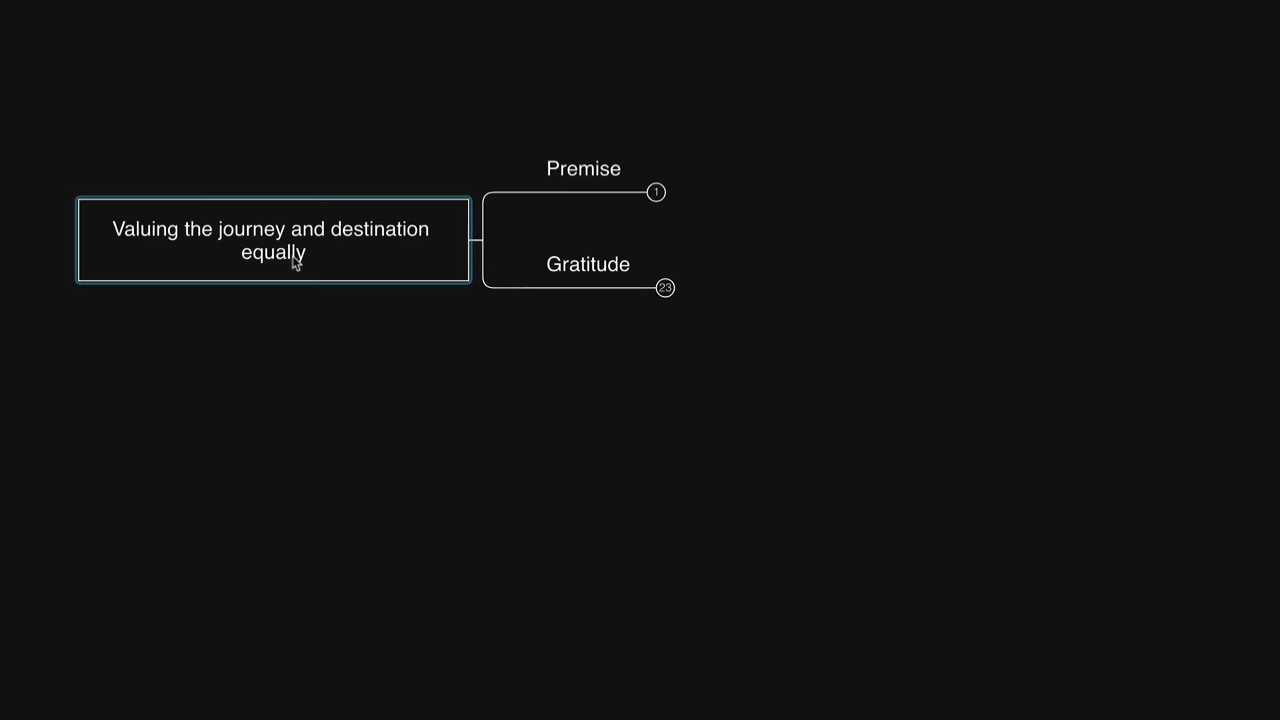 Premise
1
Valuing the journey and destination
equally
Gratitude
23